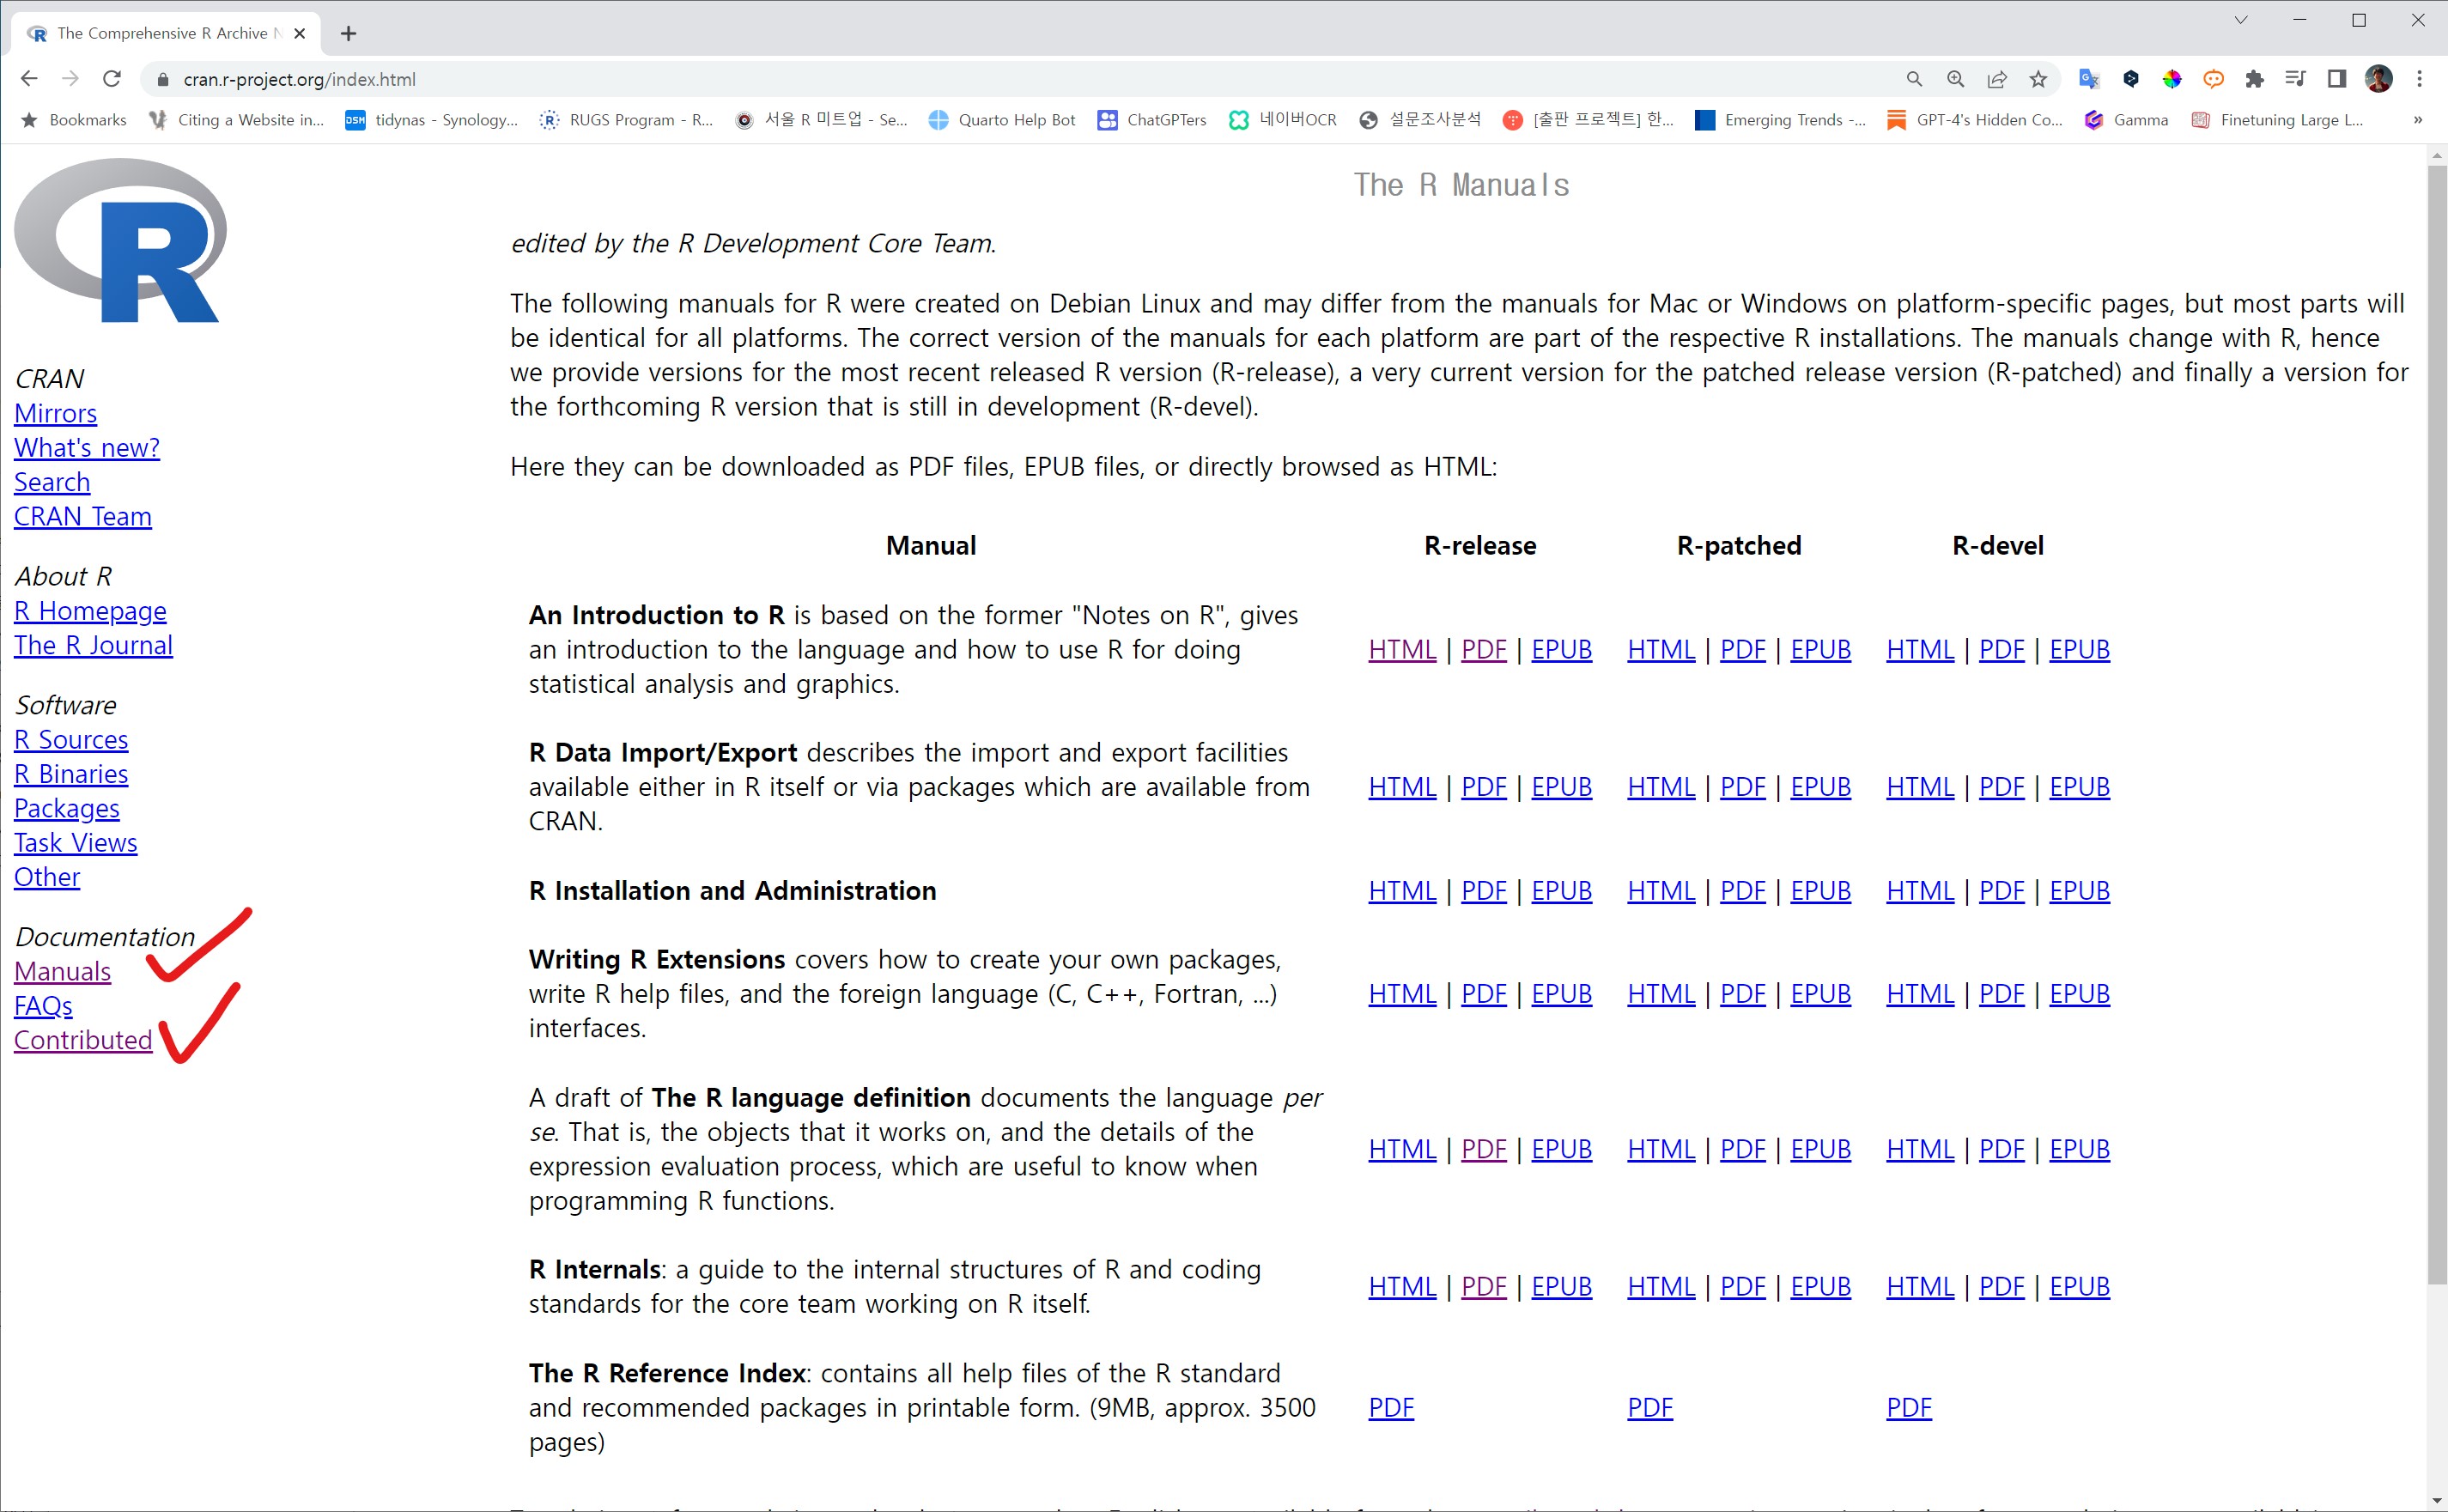 The Comprehensive R Archive N
cran.r-project.org/index.html
Bookmarks
Citing a Website in...
DSM tidynas - Synology...
RUGS Program - R...
서울 R 미트업 - Se...
Quarto Help Bot
ChatGPTers
네이버OCR
설문조사분석
[출판 프로젝트] 한...
Emerging Trends -...
GPT-4's Hidden Co...
Gamma
Finetuning Large L...
»
R
CRAN
Mirrors
What's new?
Search
CRAN Team
About R
R Homepage
The R Journal
Software
R Sources
R Binaries
Packages
Task Views
Other
Documentation
Manuals
FAQs
Contributed
The R Manuals
edited by the R Development Core Team.
The following manuals for R were created on Debian Linux and may differ from the manuals for Mac or Windows on platform-specific pages, but most parts will
be identical for all platforms. The correct version of the manuals for each platform are part of the respective R installations. The manuals change with R, hence
we provide versions for the most recent released R version (R-release), a very current version for the patched release version (R-patched) and finally a version for
the forthcoming R version that is still in development (R-devel).
Here they can be downloaded as PDF files, EPUB files, or directly browsed as HTML:
Manual R-release R-patched R-devel
An Introduction to R is based on the former "Notes on R", gives
an introduction to the language and how to use R for doing
statistical analysis and graphics.
HTML | PDF | EPUB HTML | PDF | EPUB HTML | PDF | EPUB
R Data Import/Export describes the import and export facilities
available either in R itself or via packages which are available from
CRAN.
HTML | PDF | EPUB HTML | PDF | EPUB HTML | PDF | EPUB
R Installation and Administration
HTML | PDF | EPUB HTML | PDF | EPUB HTML | PDF | EPUB
Writing R Extensions covers how to create your own packages,
write R help files, and the foreign language (C, C++, Fortran, ...)
interfaces.
HTML | PDF | EPUB HTML | PDF | EPUB HTML | PDF | EPUB
A draft of The R language definition documents the language per
se. That is, the objects that it works on, and the details of the
expression evaluation process, which are useful to know when
programming R functions.
HTML | PDF | EPUB HTML | PDF | EPUB HTML | PDF | EPUB
R Internals: a guide to the internal structures of R and coding
standards for the core team working on R itself.
HTML | PDF | EPUB HTML | PDF | EPUB HTML | PDF | EPUB
The R Reference Index: contains all help files of the R standard
and recommended packages in printable form. (9MB, approx. 3500
pages)
PDF PDF PDF